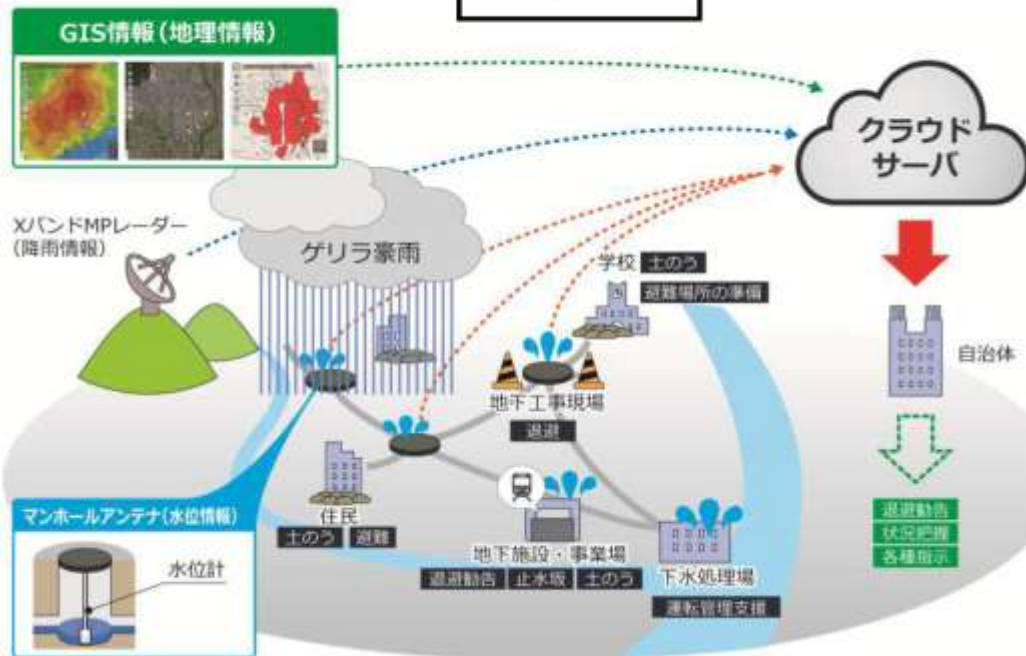 GIS情報(地理情報)
クラウド
サーバ
XバンドMPレーダー
(降雨情報)
ゲリラ豪雨
学校 土のう
避難場所の準備
自治体
地下工事現場
退避
マンホールアンテナ(水位情報)
水位計
住民
土のう 避難
地下施設・事業場
退避勧告 止水坂 土のう
下水処理場
運転管理支援
退避勧告
状況把握
各種指示